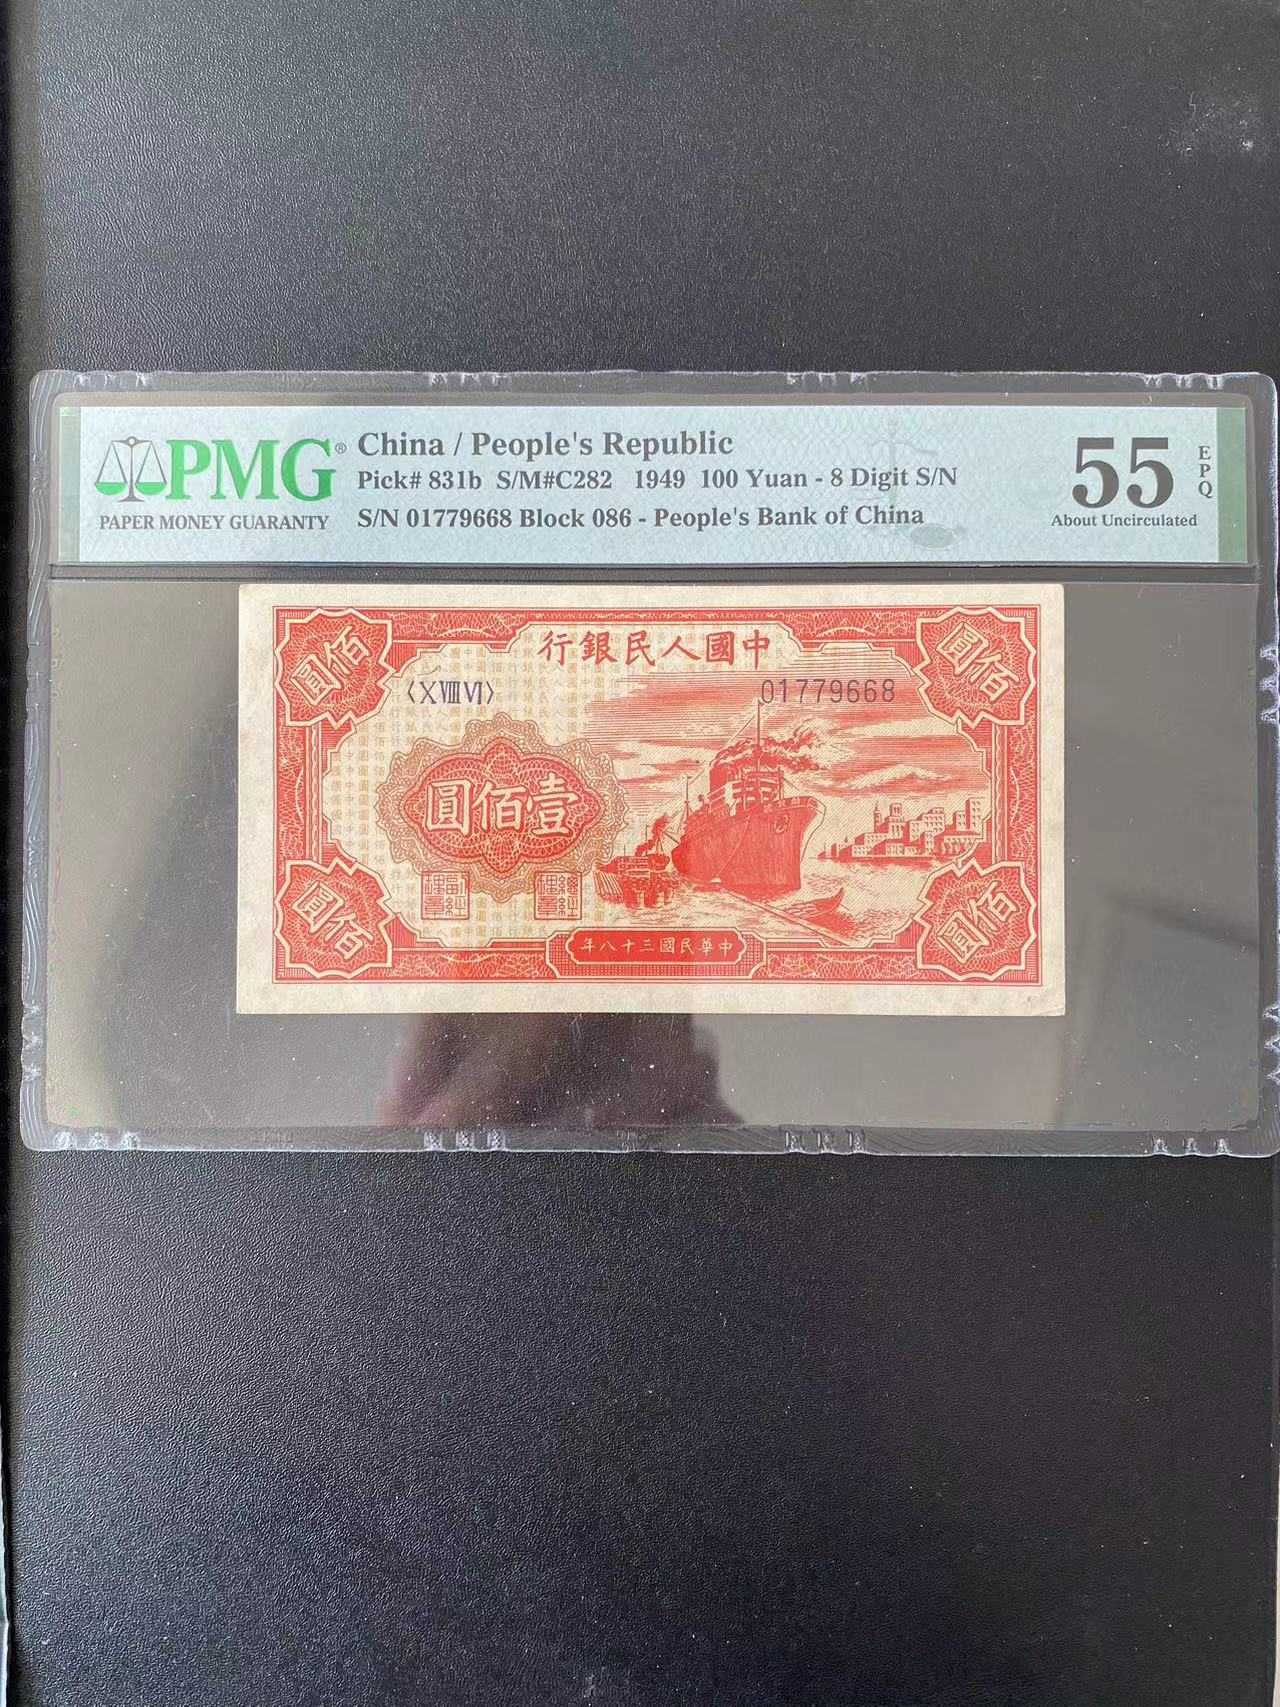 PMG®
PAPER MONEY GUARANTY
China / People's Republic
Pick# 831b S/M#C282 1949 100 Yuan - 8 Digit S/N
S/N 01779668 Block 086 - People's Bank of China
55
EPQ
About Uncirculated
行銀民人國中
圓佰
圓佰
〈X VIII VI〉
01779668
圓佰壹
圓佰
圓佰
年八十三國民華中